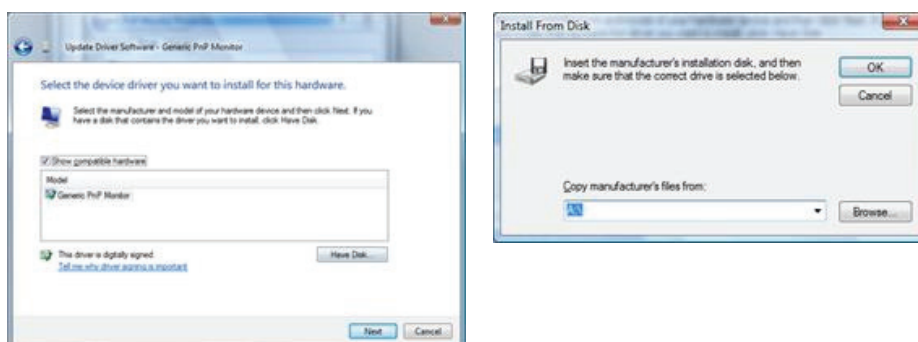 Update Driver Software - Generic PnP Monitor
Select the device driver you want to install for this hardware.
Select the manufacturer and model of your hardware device and then click Next. If you
have a disk that contains the driver you want to install, click Have Disk.
Show compatible hardware
Model
Generic PnP Monitor
This driver is digitally signed.
Tell me why driver signing is important
Have Disk...
Next
Cancel
Install From Disk
Insert the manufacturer's installation disk, and then
make sure that the correct drive is selected below.
OK
Cancel
Copy manufacturer's files from:
A:\
Browse...